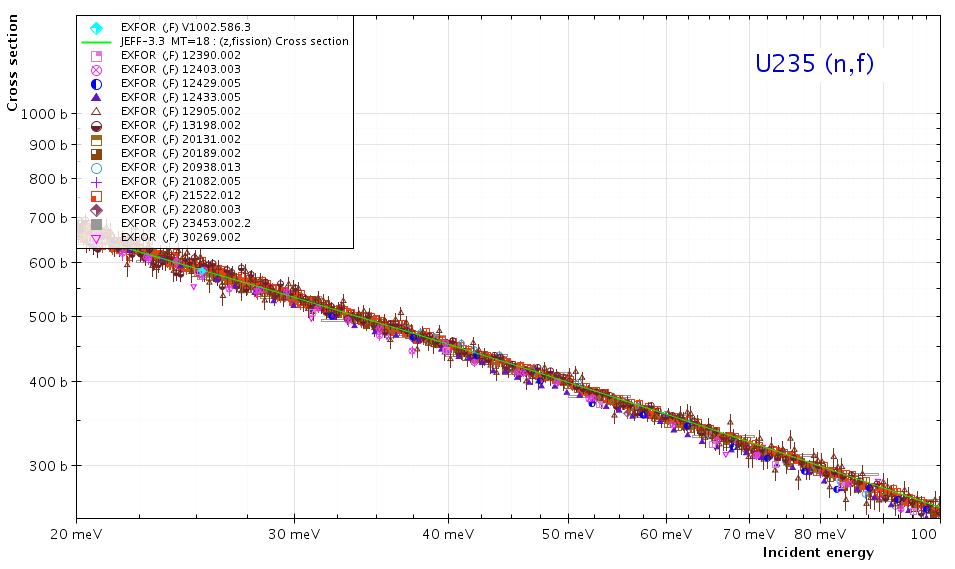 Cross section
EXFOR (,F) V1002.586.3
JEFF-3.3 MT=18 : (z,fission) Cross section
EXFOR (,F) 12390.002
EXFOR (,F) 12403.003
EXFOR (,F) 12429.005
EXFOR (,F) 12433.005
EXFOR (,F) 12905.002
EXFOR (,F) 13198.002
EXFOR (,F) 20131.002
EXFOR (,F) 20189.002
EXFOR (,F) 20938.013
EXFOR (,F) 21082.005
EXFOR (,F) 21522.012
EXFOR (,F) 22080.003
EXFOR (,F) 23453.002.2
EXFOR (,F) 30269.002
U235 (n,f)
1000 b
900 b
800 b
700 b
600 b
500 b
400 b
300 b
20 meV 30 meV 40 meV 50 meV 60 meV 70 meV 80 meV 100
Incident energy